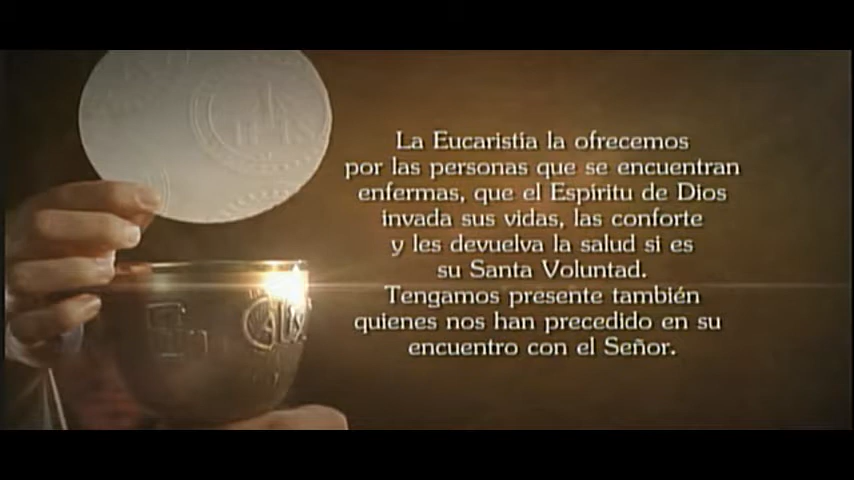 La Eucaristía la ofrecemos
por las personas que se encuentran
enfermas, que el Espíritu de Dios
invada sus vidas, las conforte
y les devuelva la salud si es
su Santa Voluntad.
Tengamos presente también
quienes nos han precedido en su
encuentro con el Señor.